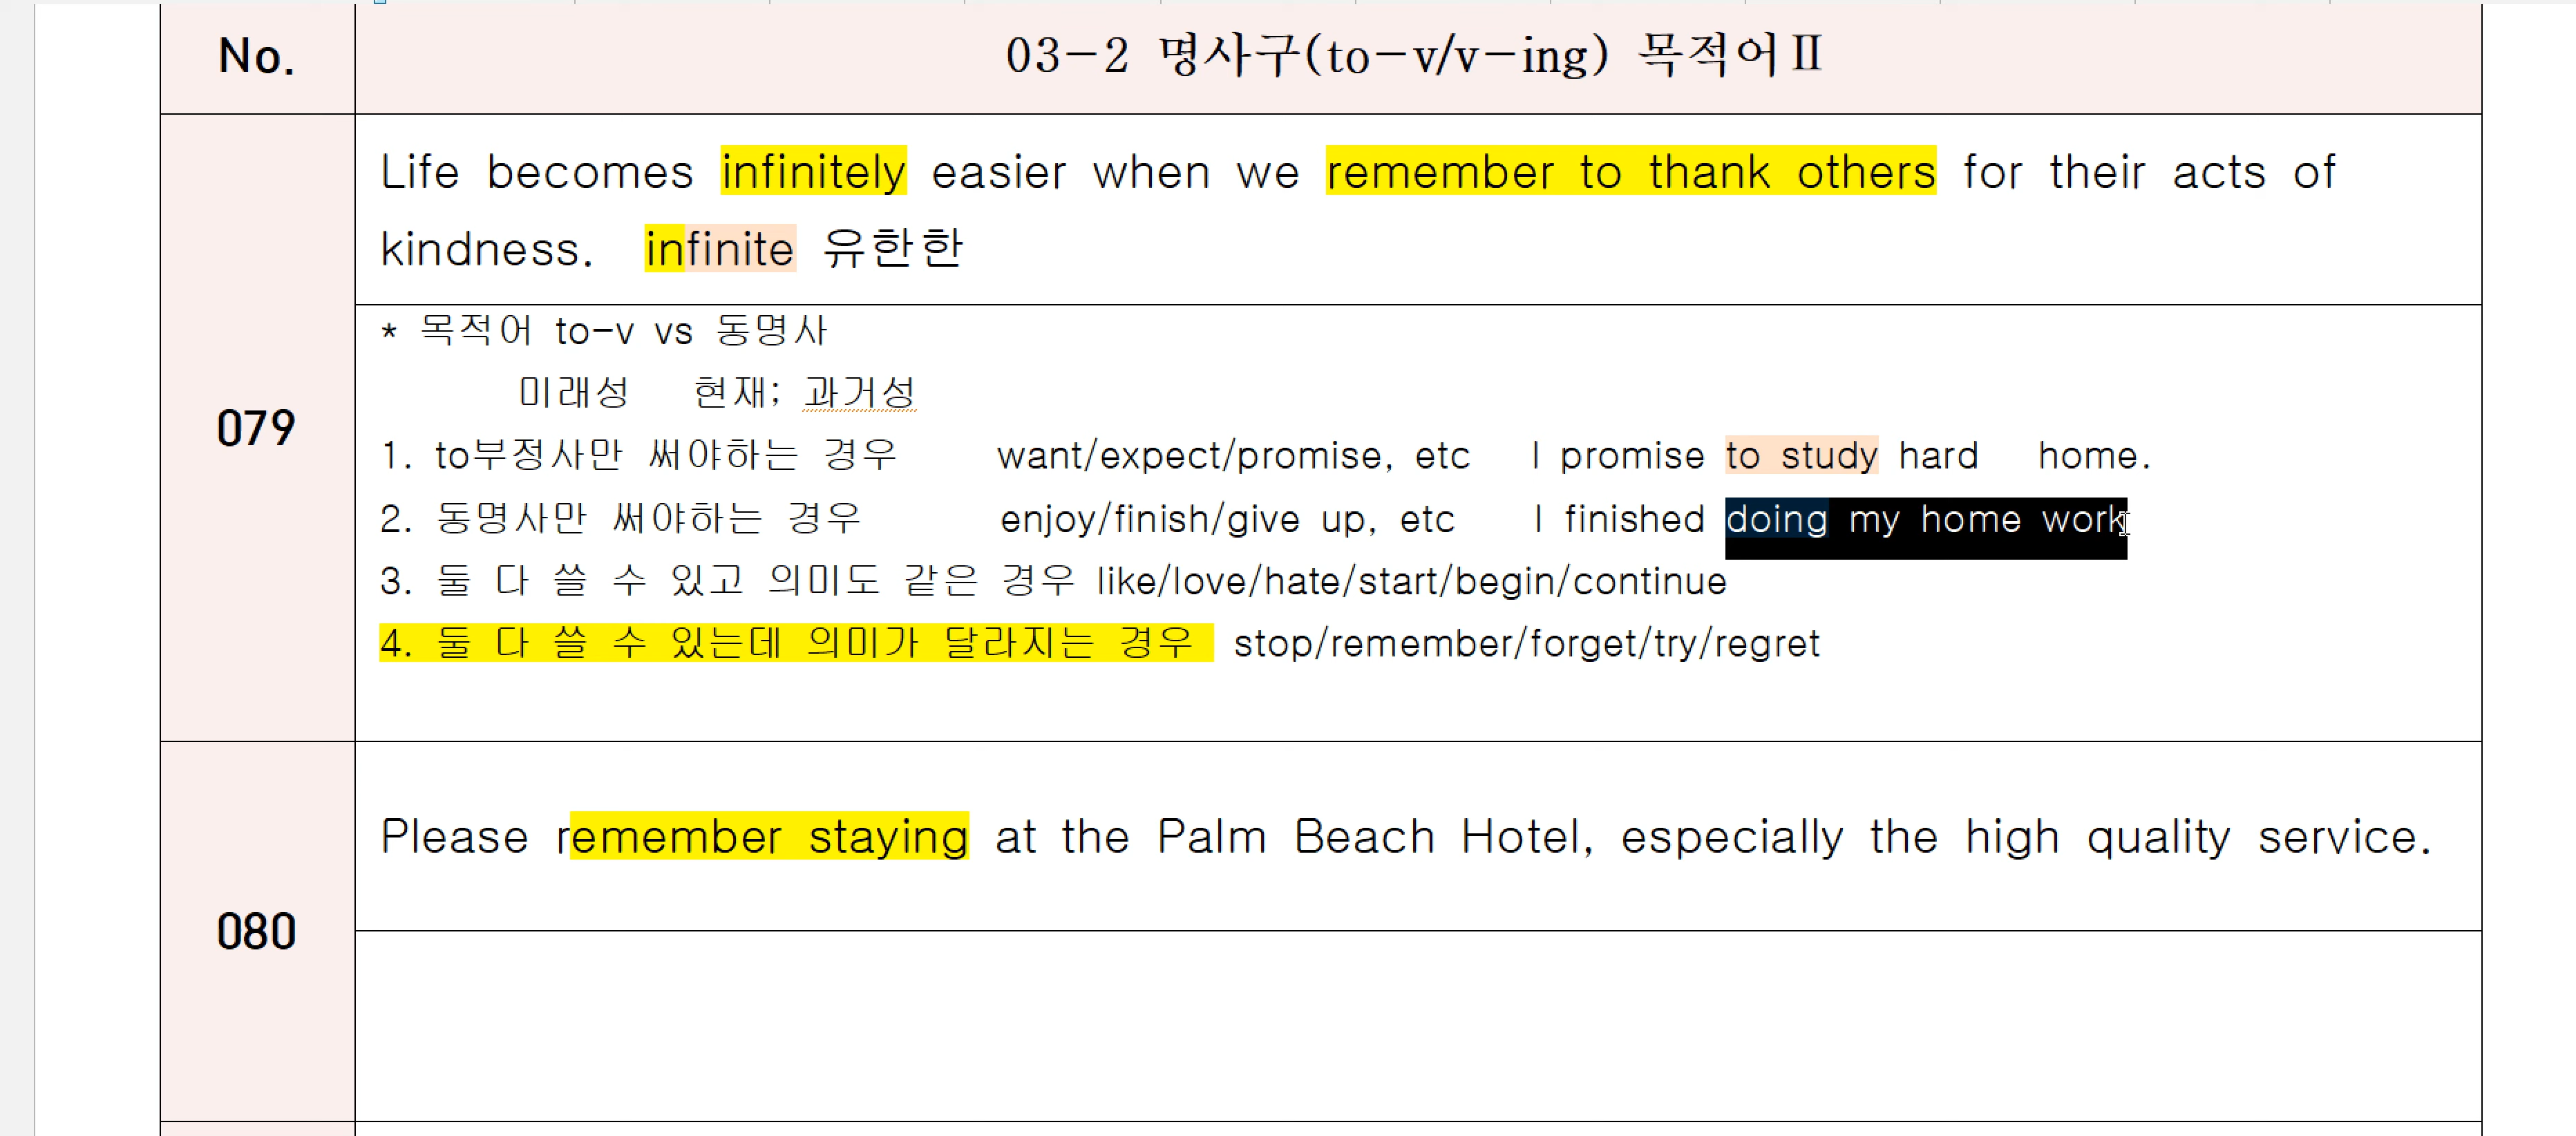 No. 03-2 명사구(to-v/v-ing) 목적어Ⅱ
079
Life becomes infinitely easier when we remember to thank others for their acts of
kindness. infinite 유한한
* 목적어 to-v vs 동명사
미래성 현재; 과거성
1. to부정사만 써야하는 경우 want/expect/promise, etc I promise to study hard home.
2. 동명사만 써야하는 경우 enjoy/finish/give up, etc I finished doing my home work
3. 둘 다 쓸 수 있고 의미도 같은 경우 like/love/hate/start/begin/continue
4. 둘 다 쓸 수 있는데 의미가 달라지는 경우 stop/remember/forget/try/regret
080
Please remember staying at the Palm Beach Hotel, especially the high quality service.